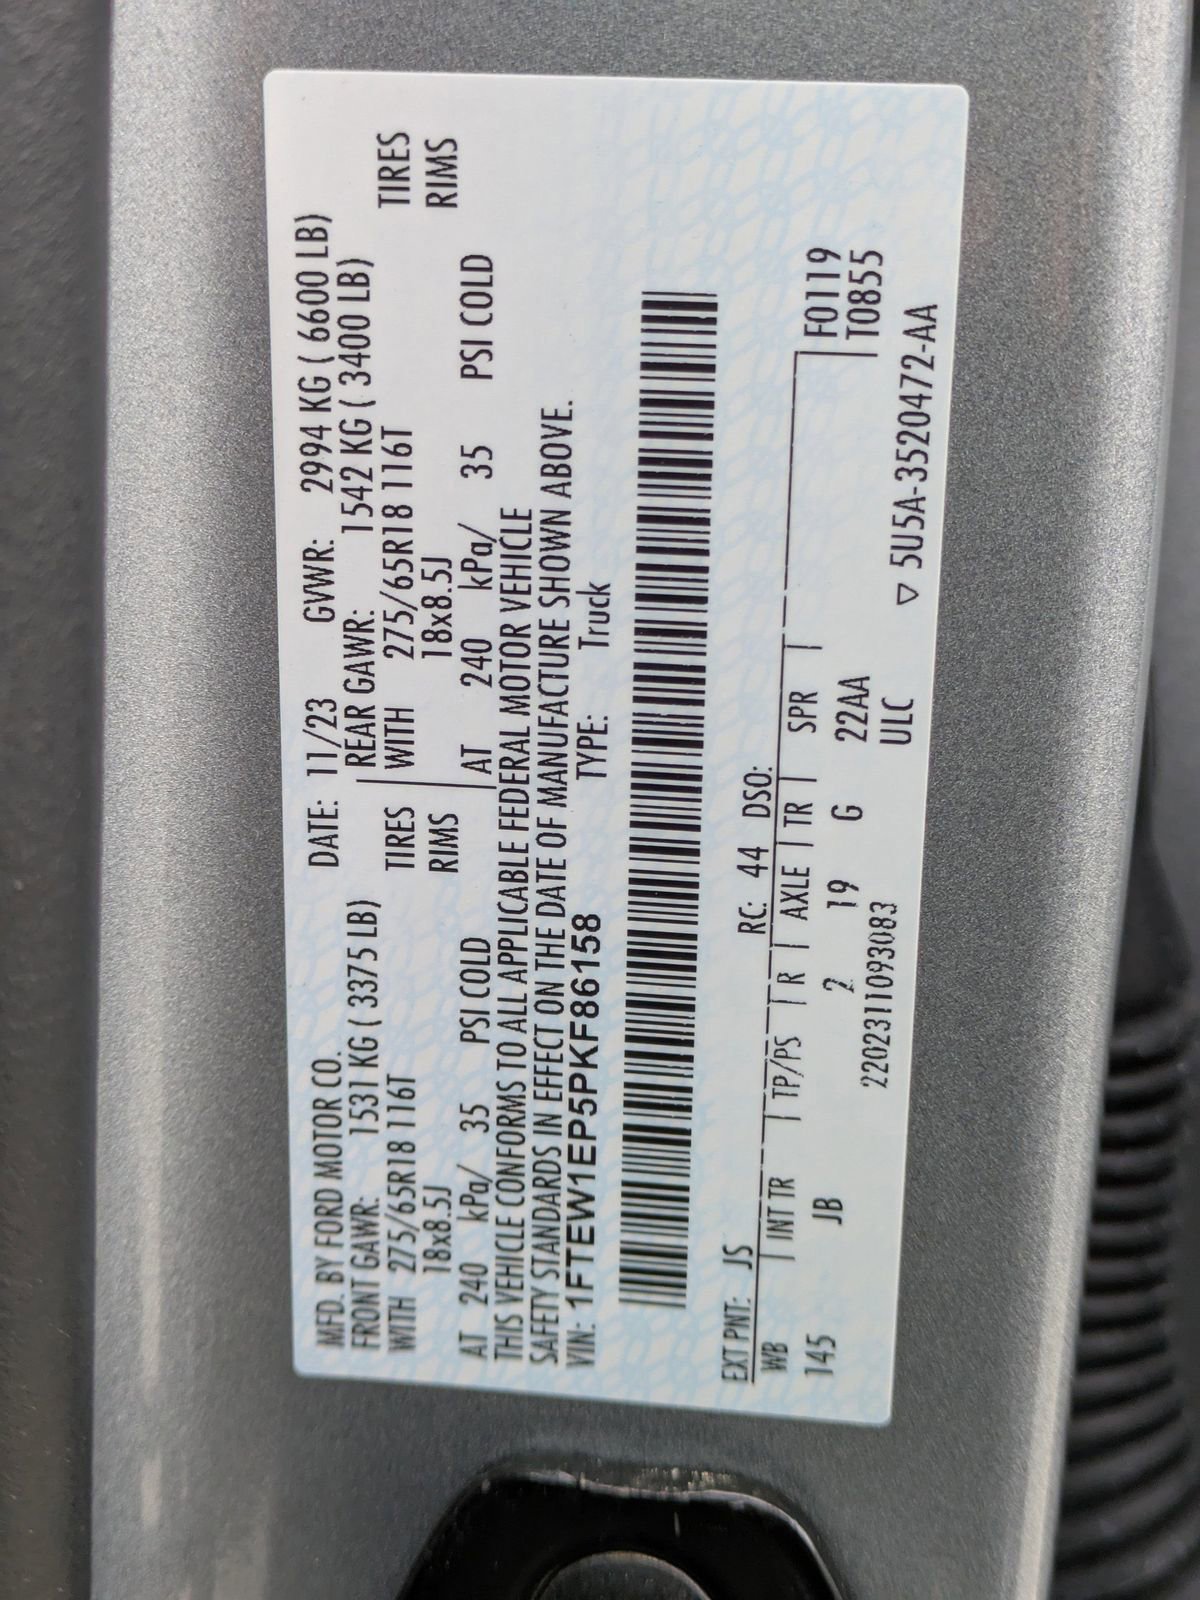 MFD. BY FORD MOTOR CO. DATE: 11/23 GVWR: 2994 KG ( 6600 LB)
FRONT GAWR: 1531 KG ( 3375 LB) REAR GAWR: 1542 KG ( 3400 LB)
WITH 275/65R18 116T TIRES WITH 275/65R18 116T TIRES
18x8.5J RIMS 18x8.5J RIMS
AT 240 kPa/ 35 PSI COLD AT 240 kPa/ 35 PSI COLD
THIS VEHICLE CONFORMS TO ALL APPLICABLE FEDERAL MOTOR VEHICLE
SAFETY STANDARDS IN EFFECT ON THE DATE OF MANUFACTURE SHOWN ABOVE.
VIN: 1FTEW1EP5PKF86158 TYPE: Truck
EXT PNT: JS RC: 44 DSO:
WB INT TR TP/PS R AXLE TR SPR F0119
145 JB 2 19 G 22AA T0855
2202311093083 ULC
5U5A-3520472-AA